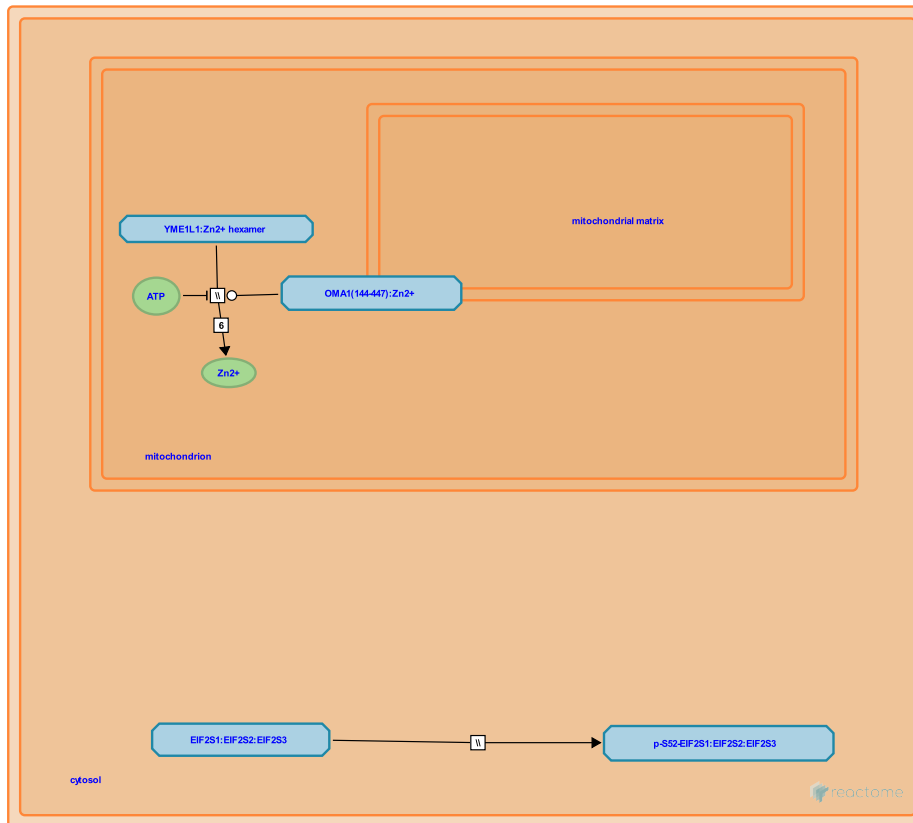 mitochondrial matrix
YME1L1:Zn2+ hexamer
ATP
\\
OMA1(144-447):Zn2+
6
Zn2+
mitochondrion
EIF2S1:EIF2S2:EIF2S3
\\
p-S52-EIF2S1:EIF2S2:EIF2S3
cytosol
reactome